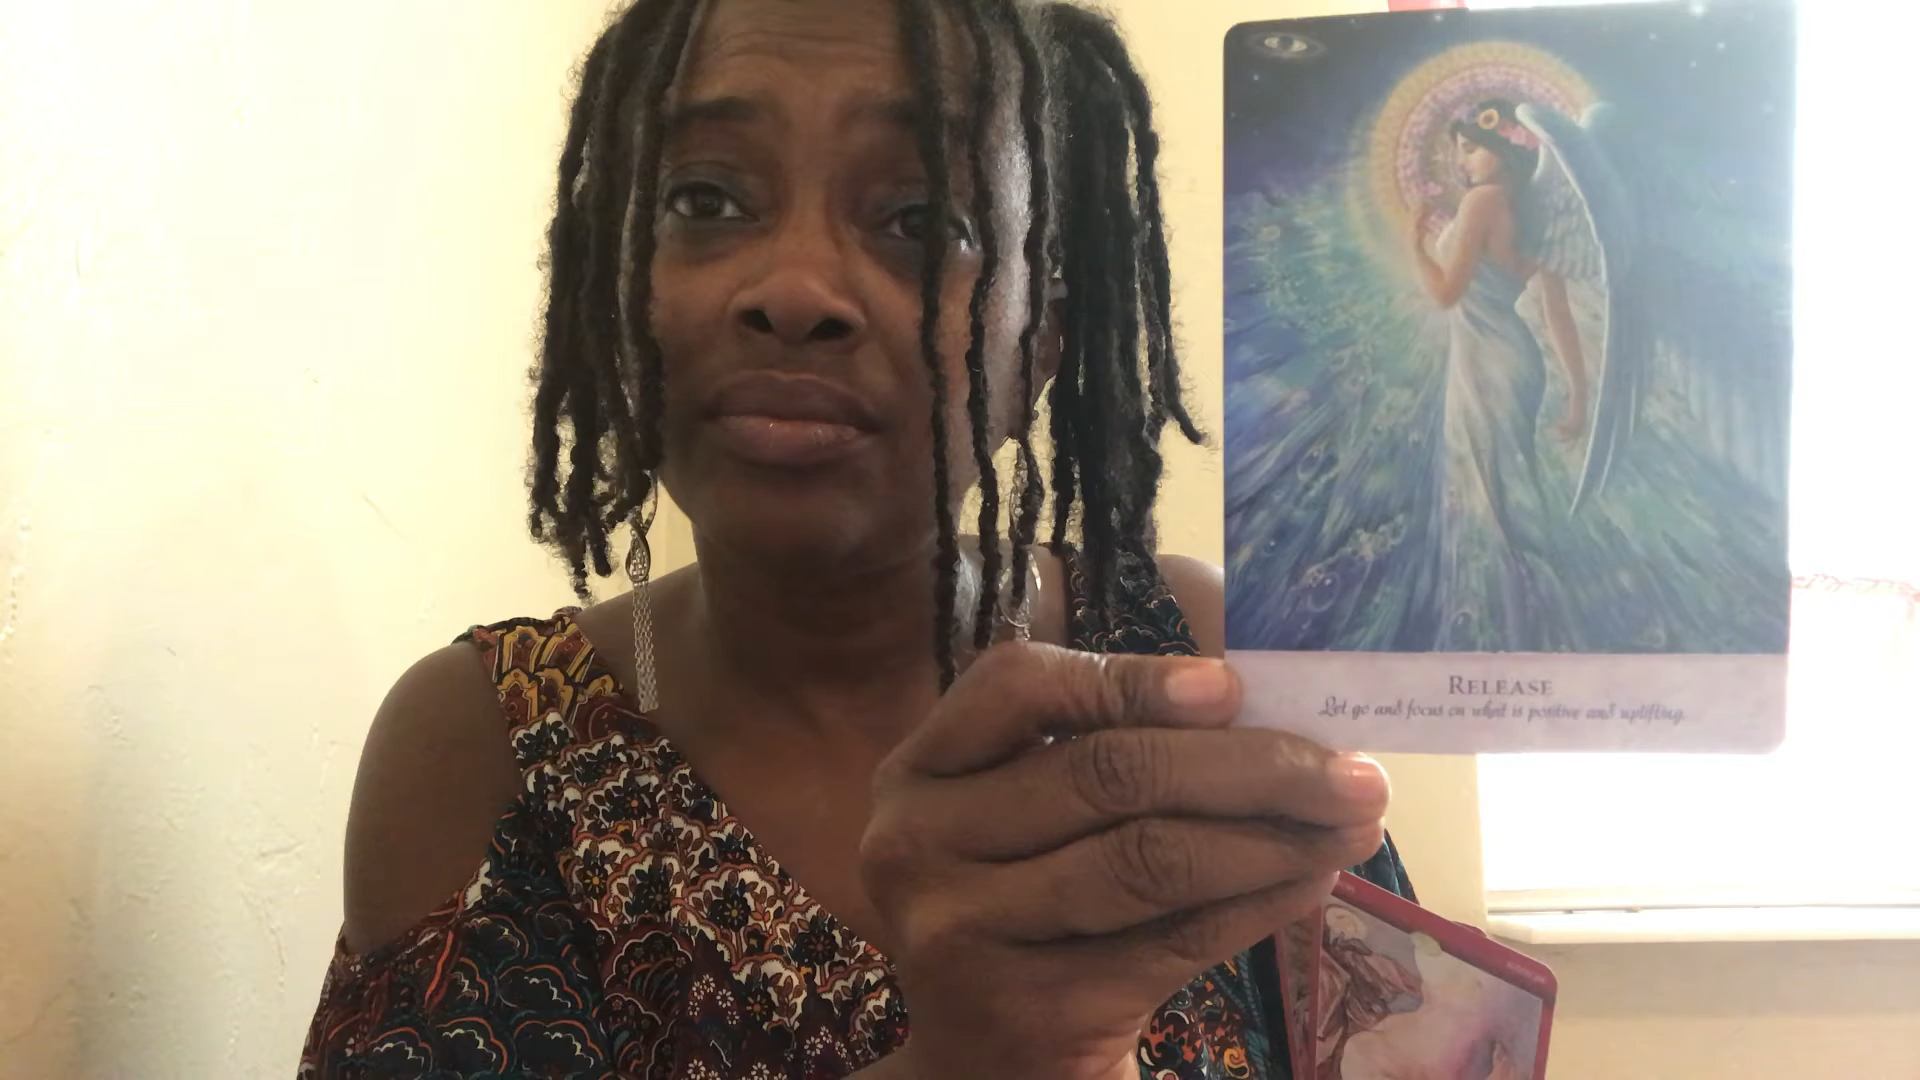 RELEASE
Let go and focus on what is positive and uplifting.